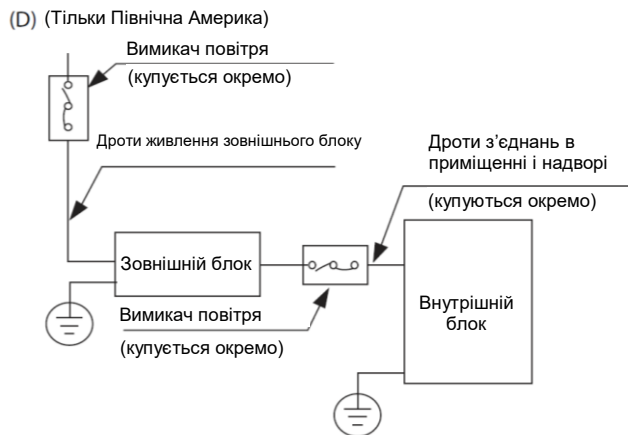 (D) (Тільки Північна Америка)
Вимикач повітря
(купується окремо)
Дроти живлення зовнішнього блоку
Дроти з’єднань в
приміщенні і надворі
(купуються окремо)
Зовнішній блок
Вимикач повітря
(купується окремо)
Внутрішній
блок